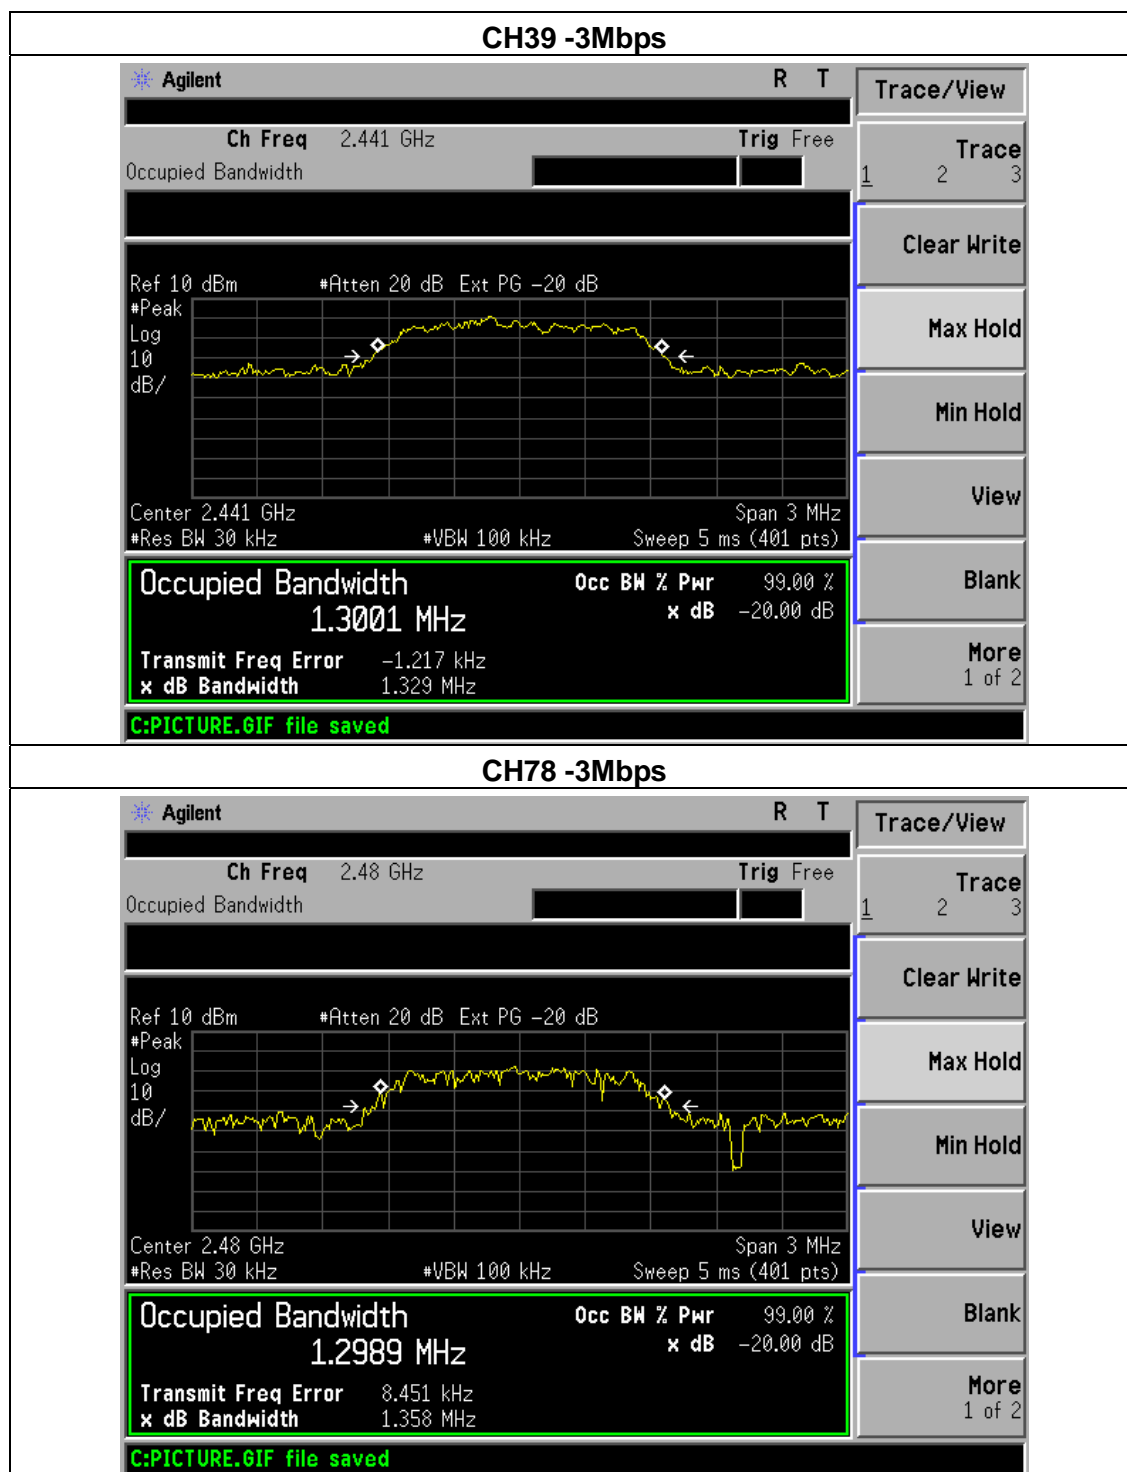 CH39 -3Mbps
Agilent R T
Trace/View
Ch Freq 2.441 GHz Trig Free
Occupied Bandwidth
Trace
1 2 3
Clear Write
Max Hold
Min Hold
View
Blank
More
1 of 2
Ref 10 dBm #Atten 20 dB Ext PG -20 dB
#Peak
Log
10
dB/
Center 2.441 GHz Span 3 MHz
#Res BW 30 kHz #VBW 100 kHz Sweep 5 ms (401 pts)
Occupied Bandwidth Occ BW % Pwr 99.00 %
1.3001 MHz x dB -20.00 dB
Transmit Freq Error -1.217 kHz
x dB Bandwidth 1.329 MHz
C:PICTURE.GIF file saved
CH78 -3Mbps
Agilent R T
Trace/View
Ch Freq 2.48 GHz Trig Free
Occupied Bandwidth
Trace
1 2 3
Clear Write
Max Hold
Min Hold
View
Blank
More
1 of 2
Ref 10 dBm #Atten 20 dB Ext PG -20 dB
#Peak
Log
10
dB/
Center 2.48 GHz Span 3 MHz
#Res BW 30 kHz #VBW 100 kHz Sweep 5 ms (401 pts)
Occupied Bandwidth Occ BW % Pwr 99.00 %
1.2989 MHz x dB -20.00 dB
Transmit Freq Error 8.451 kHz
x dB Bandwidth 1.358 MHz
C:PICTURE.GIF file saved